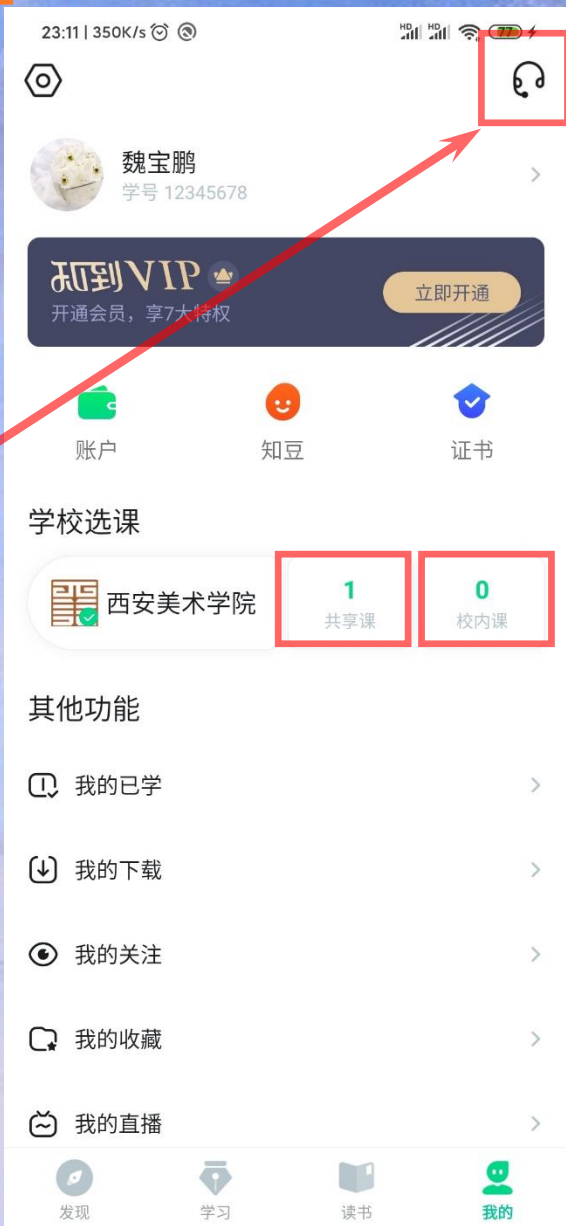 23:11 | 350K/s
HD HD 77
魏宝鹏
学号 12345678
知到VIP
开通会员，享7大特权
立即开通
账户 知豆 证书
学校选课
西安美术学院
1 0
共享课 校内课
其他功能
我的已学
我的下载
我的关注
我的收藏
我的直播
发现 学习 读书 我的